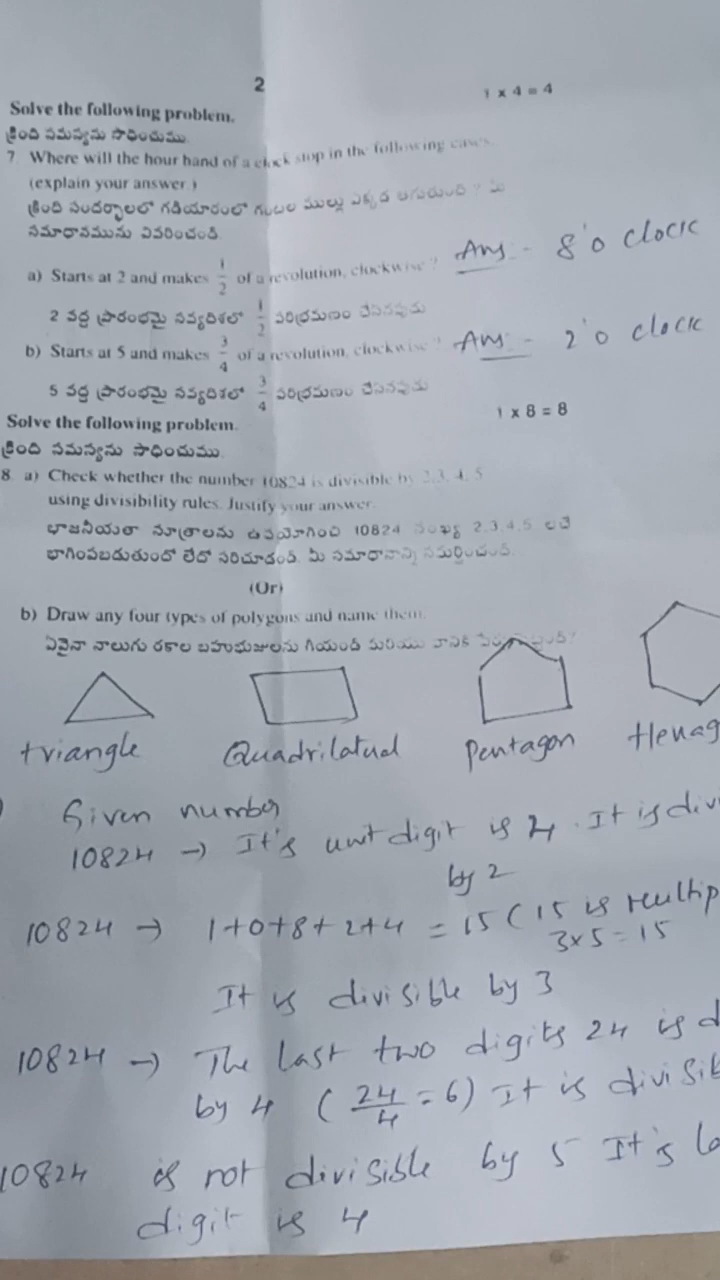 2
1 x 4 = 4
Solve the following problem.
క్రింది సమస్యను సాధించుము.
7. Where will the hour hand of a clock stop in the following cases.
(explain your answer.)
క్రింది సందర్భాలలో గడియారంలో గంటల ముల్లు ఎక్కడ ఆగుతుంది ? మీ
సమాధానమును వివరించండి.
a) Starts at 2 and makes 1/2 of a revolution, clockwise ? Ans: - 8'o clock
2 వద్ద ప్రారంభమై సవ్యదిశలో 1/2 పరిభ్రమణం చేసినపుడు
b) Starts at 5 and makes 3/4 of a revolution, clockwise ? Ans: - 2'o clock
5 వద్ద ప్రారంభమై సవ్యదిశలో 3/4 పరిభ్రమణం చేసినపుడు
Solve the following problem.
1 x 8 = 8
క్రింది సమస్యను సాధించుము.
8. a) Check whether the number 10824 is divisible by 2,3,4,5
using divisibility rules. Justify your answer.
భాజనీయతా సూత్రాలను ఉపయోగించి 10824 సంఖ్య 2,3,4,5 లచే
భాగింపబడుతుందో లేదో సరిచూడండి. మీ సమాధానాన్ని సమర్థించండి.
(Or)
b) Draw any four types of polygons and name them.
ఏవైనా నాలుగు రకాల బహుభుజులను గీయండి మరియు వానికి
triangle Quadrilatual Pentagon Hexag
Given number
10824 → It's unit digit is 4. It is div
by 2
10824 → 1+0+8+2+4 = 15 (15 is multip
3x5=15
It is divisible by 3
10824 → The last two digits 24 is d
by 4 (24/4 = 6) It is divisib
10824 is not divisible by 5 It's la
digit is 4